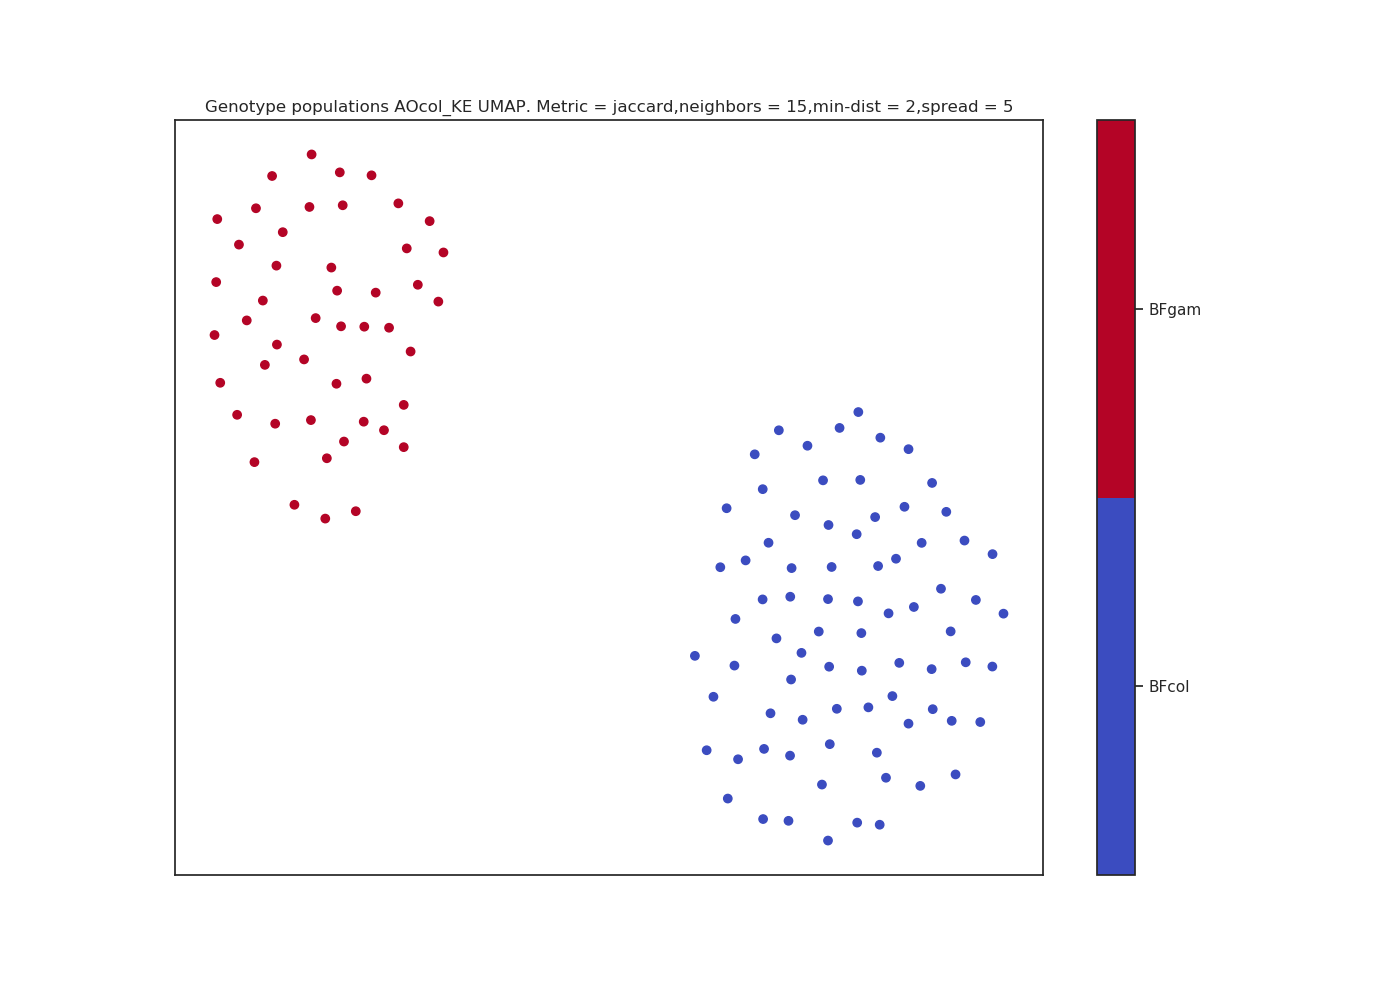 Genotype populations AOcol_KE UMAP. Metric = jaccard,neighbors = 15,min-dist = 2,spread = 5
BFgam
BFcol